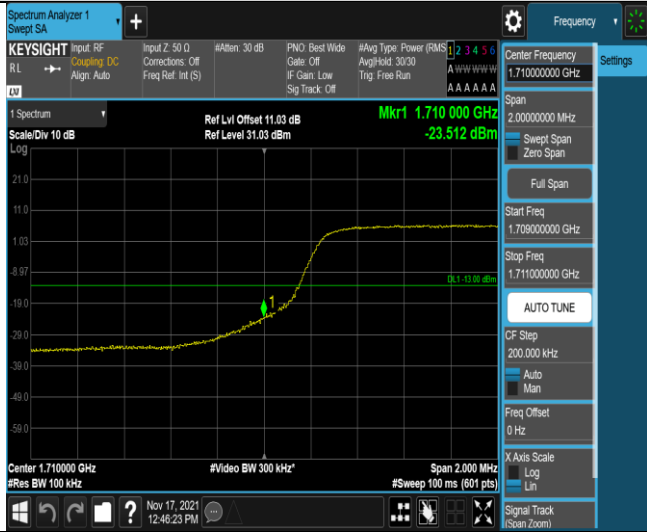 Spectrum Analyzer 1
Swept SA
Frequency
KEYSIGHT
RL
LXI
Input: RF
Coupling: DC
Align: Auto
Input Z: 50 Ω
Corrections: Off
Freq Ref: Int (S)
#Atten: 30 dB
PNO: Best Wide
Gate: Off
IF Gain: Low
Sig Track: Off
#Avg Type: Power (RMS)
Avg|Hold: 30/30
Trig: Free Run
1 2 3 4 5 6
A W W W W W
A A A A A A
1 Spectrum
Scale/Div 10 dB
Log
Ref Lvl Offset 11.03 dB
Ref Level 31.03 dBm
Mkr1 1.710 000 GHz
-23.512 dBm
21.0
11.0
1.03
-8.97
DL1 -13.00 dBm
-19.0
1
-29.0
-39.0
-49.0
-59.0
Center 1.710000 GHz
#Res BW 100 kHz
#Video BW 300 kHz*
Span 2.000 MHz
#Sweep 100 ms (601 pts)
Nov 17, 2021
12:46:23 PM
Center Frequency
1.710000000 GHz
Settings
Span
2.00000000 MHz
Swept Span
Zero Span
Full Span
Start Freq
1.709000000 GHz
Stop Freq
1.711000000 GHz
AUTO TUNE
CF Step
200.000 kHz
Auto
Man
Freq Offset
0 Hz
X Axis Scale
Log
Lin
Signal Track
(Span Zoom)